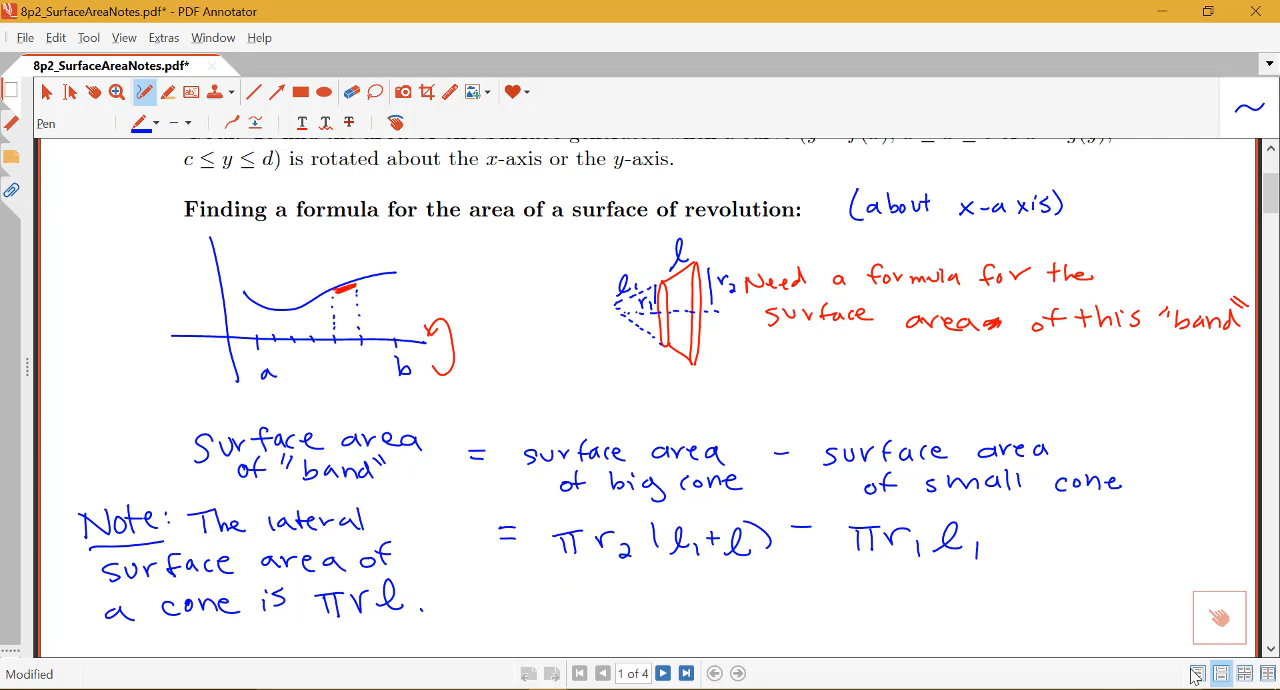 8p2_SurfaceAreaNotes.pdf* - PDF Annotator
File Edit Tool View Extras Window Help
8p2_SurfaceAreaNotes.pdf*
Pen
c ≤ y ≤ d) is rotated about the x-axis or the y-axis.
Finding a formula for the area of a surface of revolution: (about x-axis)
l
l₁
r₁
r₂
Need a formula for the
surface area of this "band"
a
b
Surface area
of "band"
= surface area
of big cone
- surface area
of small cone
Note: The lateral
surface area of
a cone is πrl.
= πr₂(l₁+l) - πr₁l₁
Modified
1 of 4